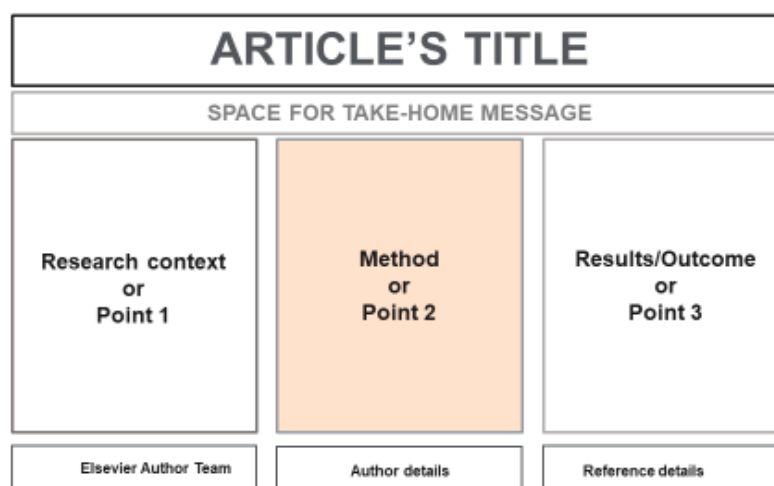 ARTICLE'S TITLE
SPACE FOR TAKE-HOME MESSAGE
Research context
or
Point 1
Method
or
Point 2
Results/Outcome
or
Point 3
Elsevier Author Team
Author details
Reference details